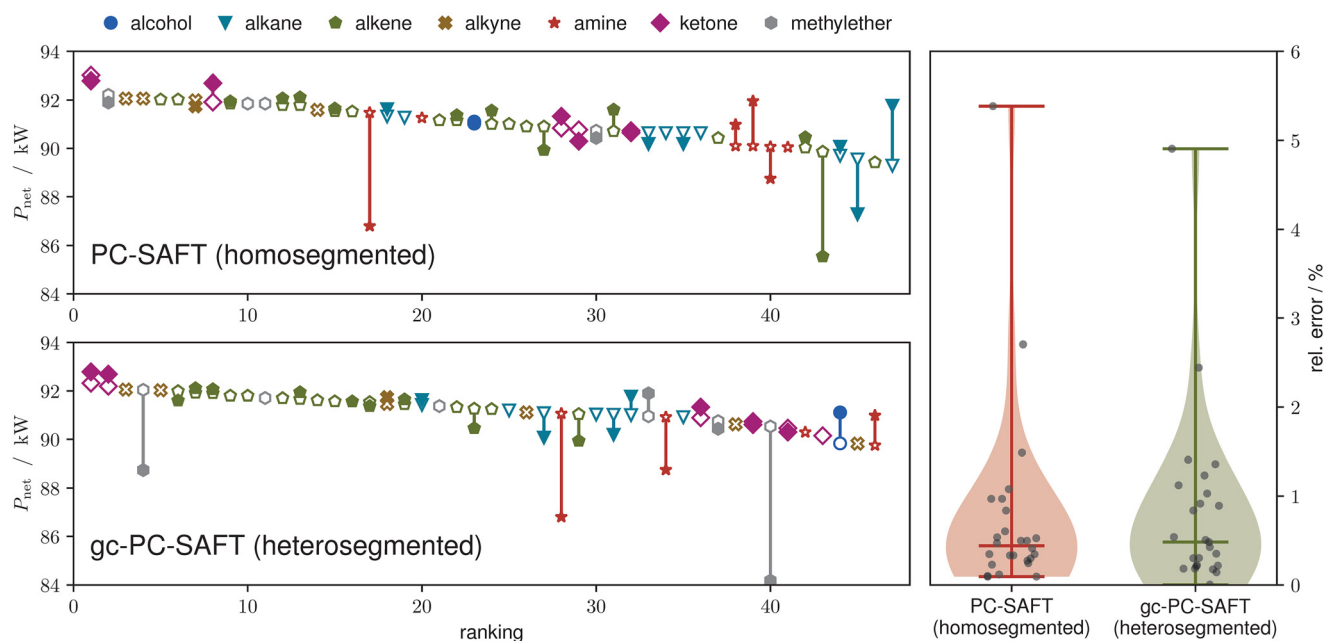 alcohol alkane alkene alkyne amine ketone methylether
94
92
90
88
86
84
P_net / kW
PC-SAFT (homosegmented)
0 10 20 30 40
94
92
90
88
86
84
P_net / kW
gc-PC-SAFT (heterosegmented)
0 10 20 30 40
ranking
6
5
4
3
2
1
0
rel. error / %
PC-SAFT gc-PC-SAFT
(homosegmented) (heterosegmented)